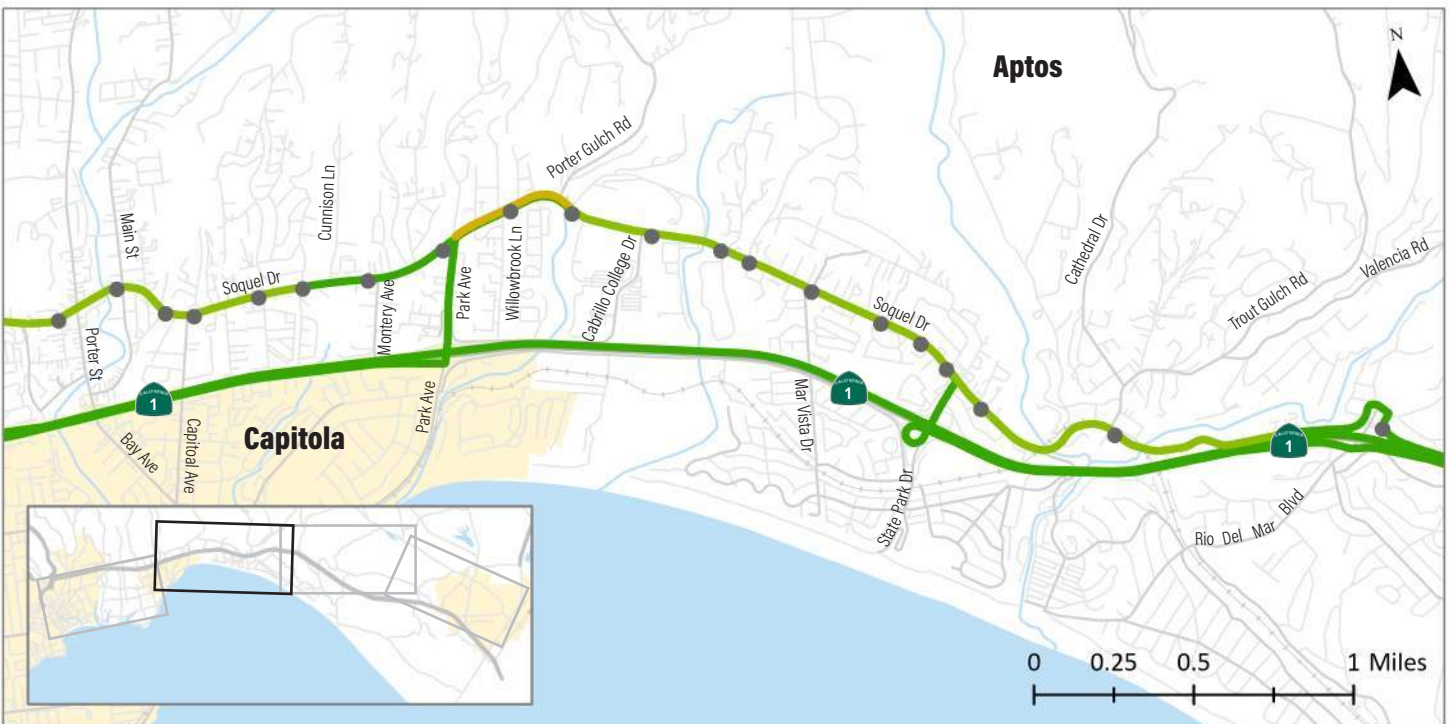 N
Aptos
Porter Gulch Rd
Main St
Cunnison Ln
Cathedral Dr
Valencia Rd
Soquel Dr
Park Ave
Willowbrook Ln
Cabrillo College Dr
Trout Gulch Rd
Montery Ave
Soquel Dr
Porter St
1
1
Park Ave
Mar Vista Dr
Capitola
1
Bay Ave
Capitoal Ave
State Park Dr
Rio Del Mar Blvd
0 0.25 0.5 1 Miles